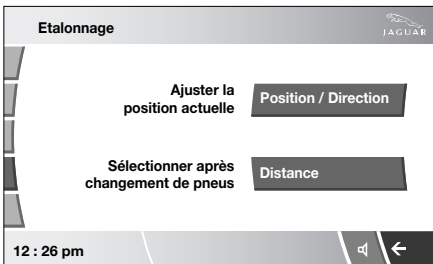 Etalonnage
JAGUAR
Ajuster la
position actuelle
Position / Direction
Sélectionner après
changement de pneus
Distance
12 : 26 pm